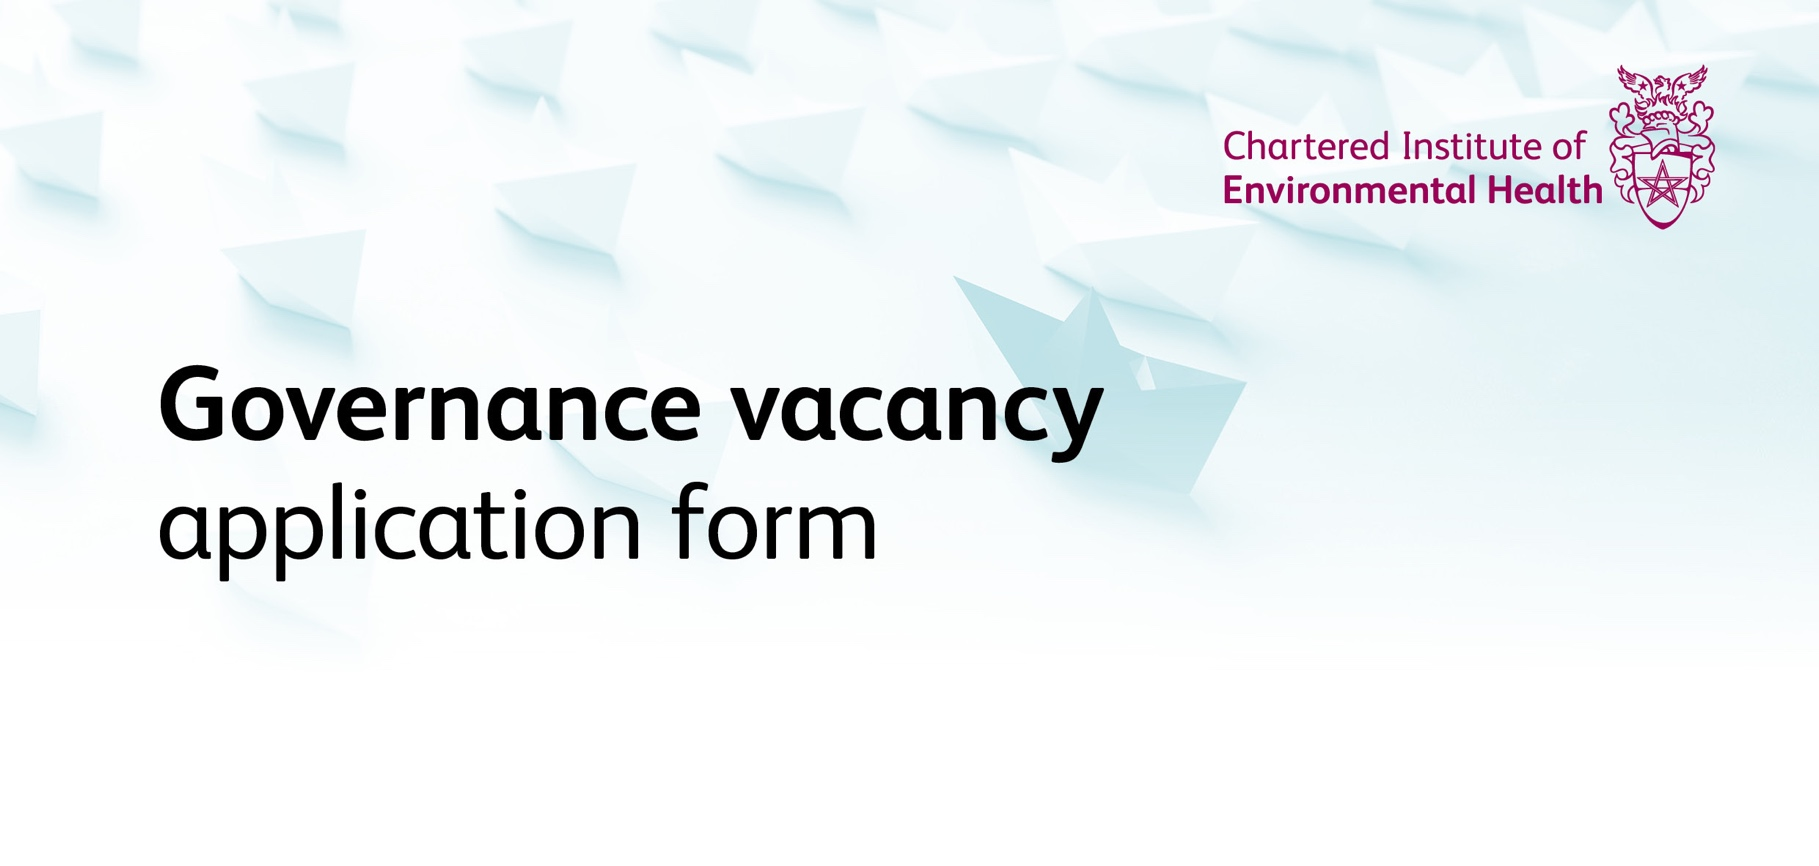 Chartered Institute of
Environmental Health
Governance vacancy
application form